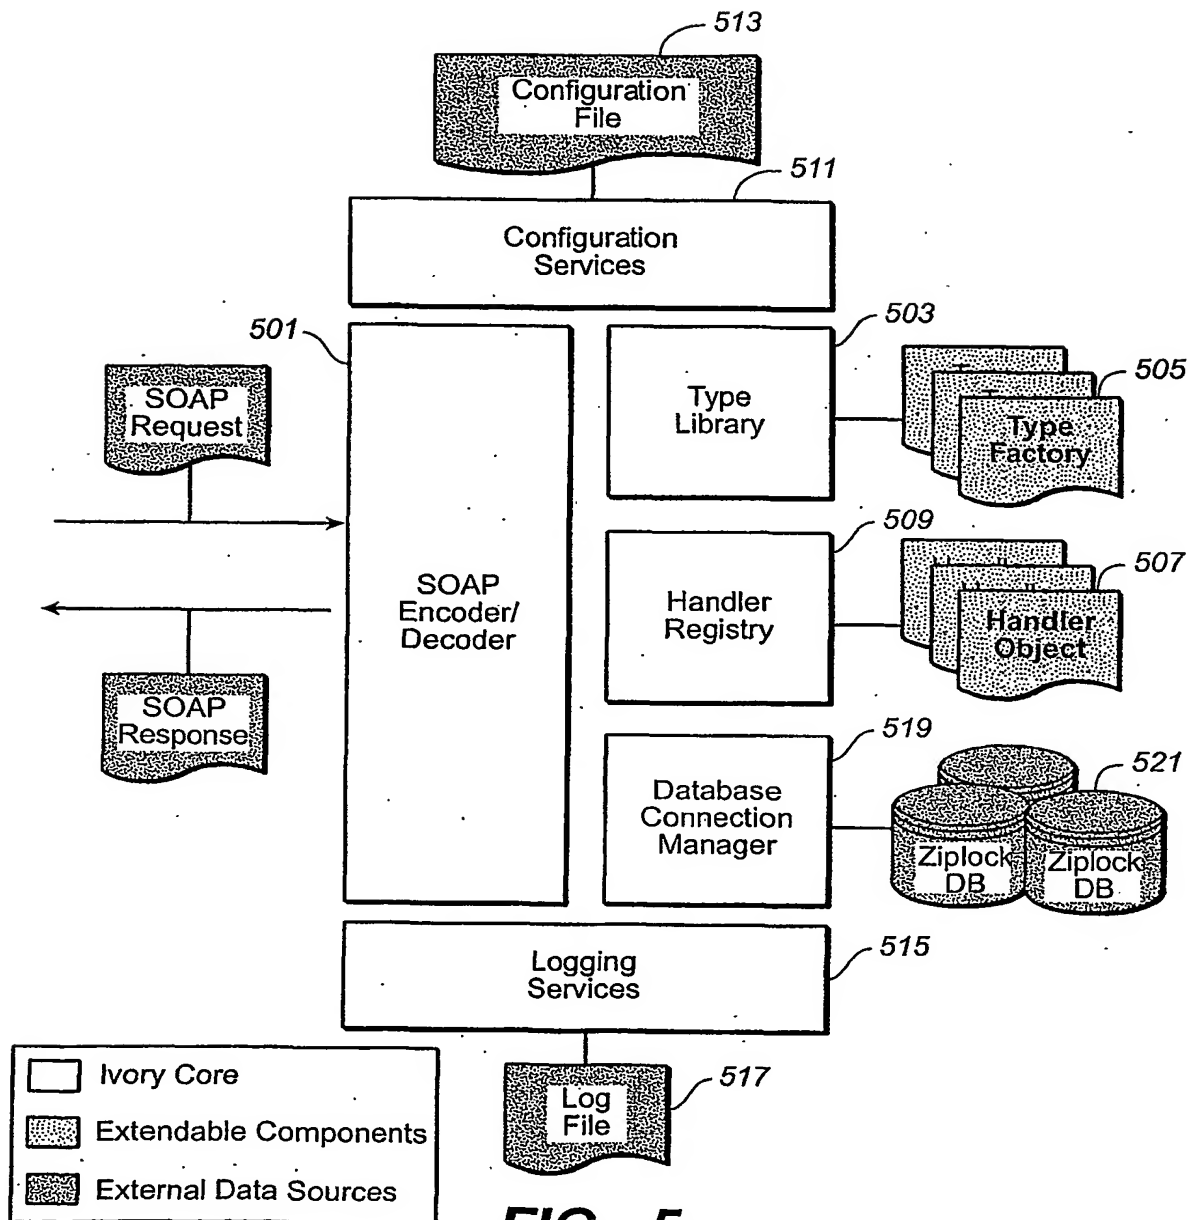 513
Configuration
File
511
Configuration
Services
501
503
SOAP
Request
Type
Library
505
Type
Factory
509
507
SOAP
Encoder/
Decoder
Handler
Registry
Handler
Object
SOAP
Response
519
521
Database
Connection
Manager
Ziplock
DB
Ziplock
DB
515
Logging
Services
517
Log
File
Ivory Core
Extendable Components
External Data Sources
FIG. 5